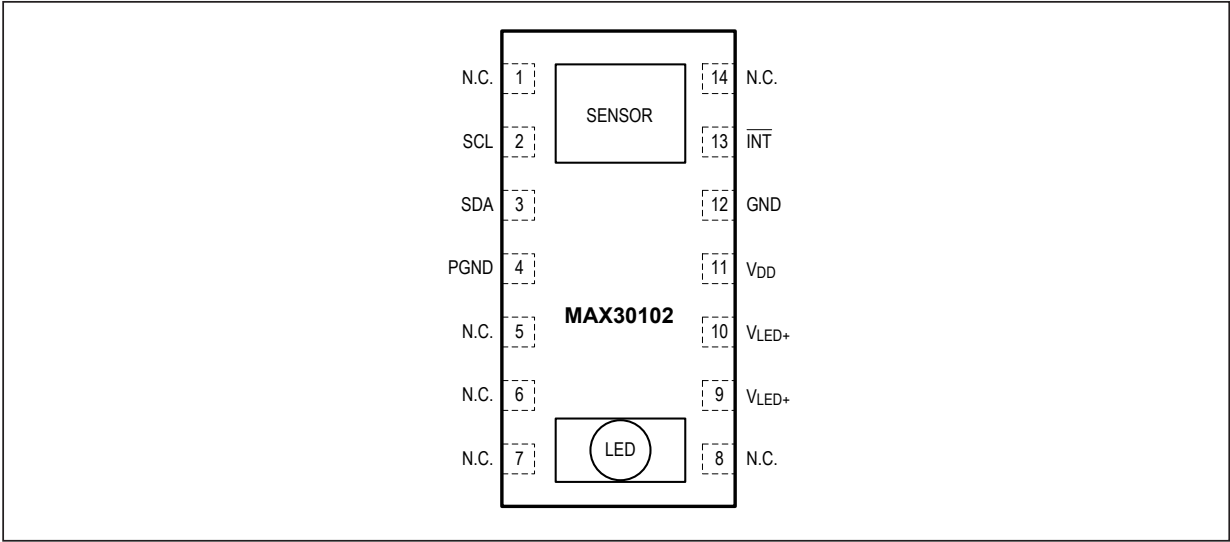 N.C. 1 14 N.C.
SENSOR
SCL 2 13 INT
SDA 3 12 GND
PGND 4 11 VDD
MAX30102
N.C. 5 10 VLED+
N.C. 6 9 VLED+
LED
N.C. 7 8 N.C.